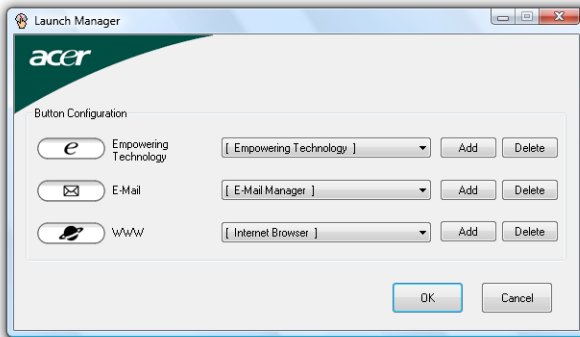 Launch Manager
acer
Button Configuration
e Empowering Technology [ Empowering Technology ] Add Delete
E-Mail [ E-Mail Manager ] Add Delete
WWW [ Internet Browser ] Add Delete
OK Cancel